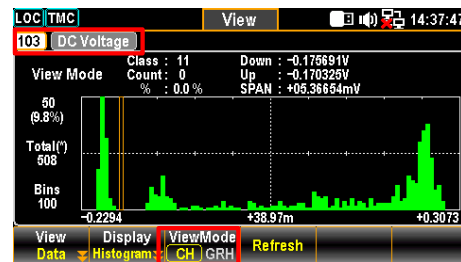 LOC TMC View 14:37:47
103 DC Voltage
View Mode
Class : 11 Down : -0.175691V
Count: 0 Up : -0.170325V
% : 0.0 % SPAN : +05.36654mV
50
(9.8%)
Total(*)
508
Bins
100
-0.2294 +38.97m +0.3073
View Display ViewMode Refresh
Data Histogram CH GRH